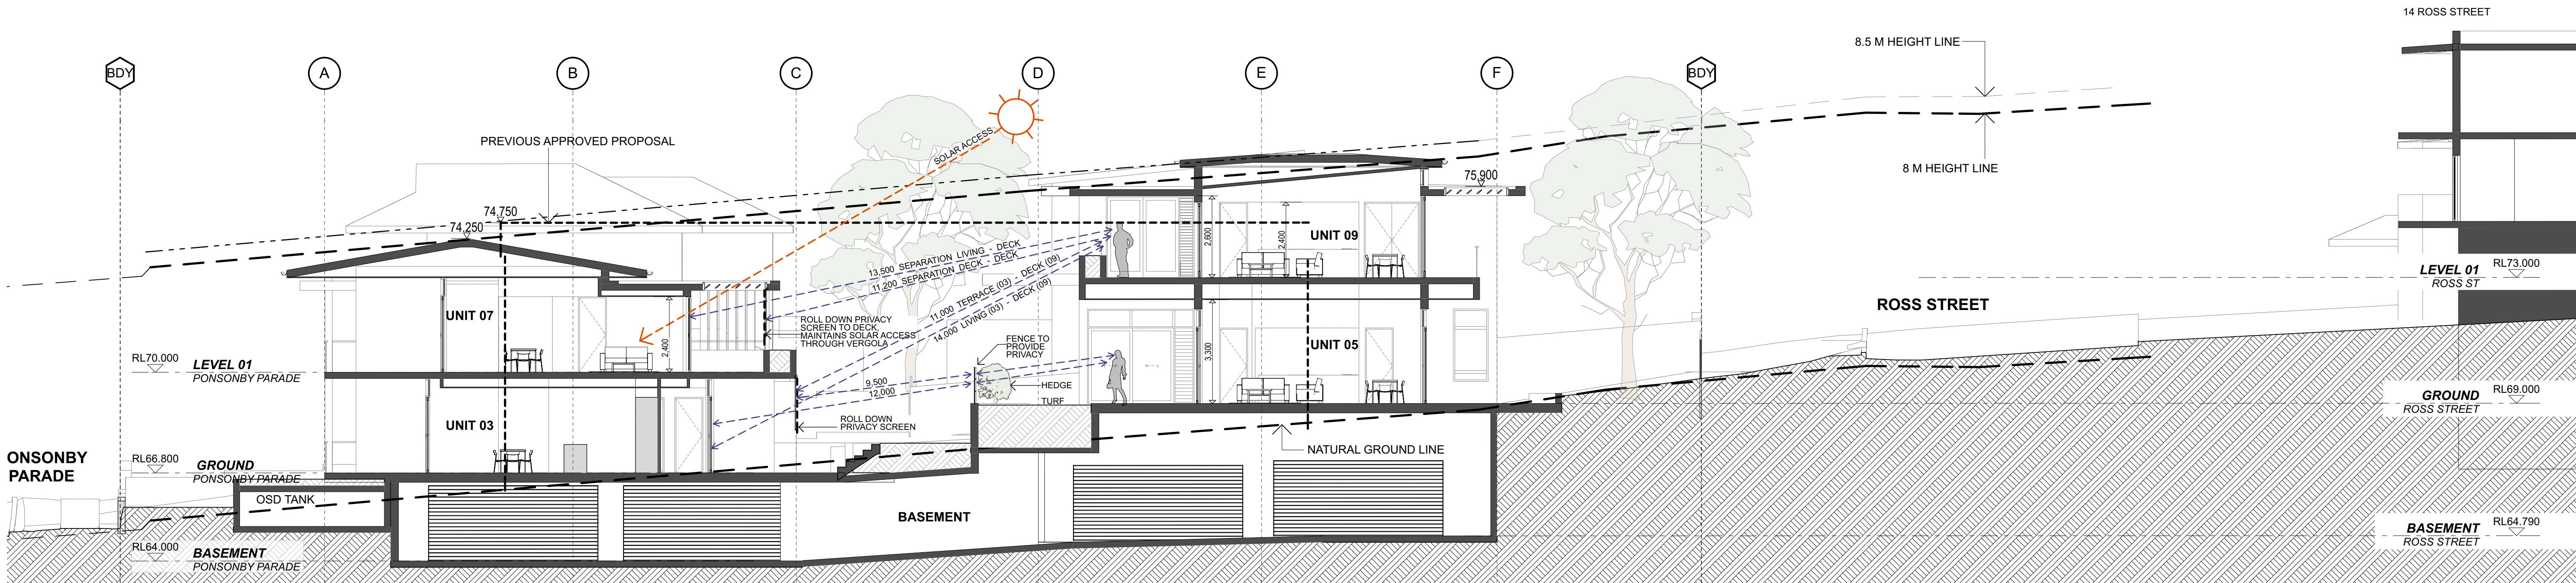 14 ROSS STREET
8.5 M HEIGHT LINE
BDY
A
B
C
D
E
F
BDY
SOLAR ACCESS
PREVIOUS APPROVED PROPOSAL
8 M HEIGHT LINE
75,900
74,750
74,250
UNIT 09
2,600
2,400
13,500 SEPARATION LIVING - DECK
11,200 SEPARATION DECK - DECK
11,000 TERRACE (03) - DECK (09)
14,000 LIVING (03) - DECK (09)
LEVEL 01
ROSS ST
RL73.000
ROSS STREET
UNIT 07
2,400
ROLL DOWN PRIVACY
SCREEN TO DECK,
MAINTAINS SOLAR ACCESS
THROUGH VERGOLA
FENCE TO
PROVIDE
PRIVACY
3,300
UNIT 05
RL70.000
LEVEL 01
PONSONBY PARADE
9,500
12,000
HEDGE
TURF
GROUND
ROSS STREET
RL69.000
UNIT 03
ROLL DOWN
PRIVACY SCREEN
NATURAL GROUND LINE
ONSONBY
PARADE
RL66.800
GROUND
PONSONBY PARADE
OSD TANK
BASEMENT
BASEMENT
ROSS STREET
RL64.790
RL64.000
BASEMENT
PONSONBY PARADE